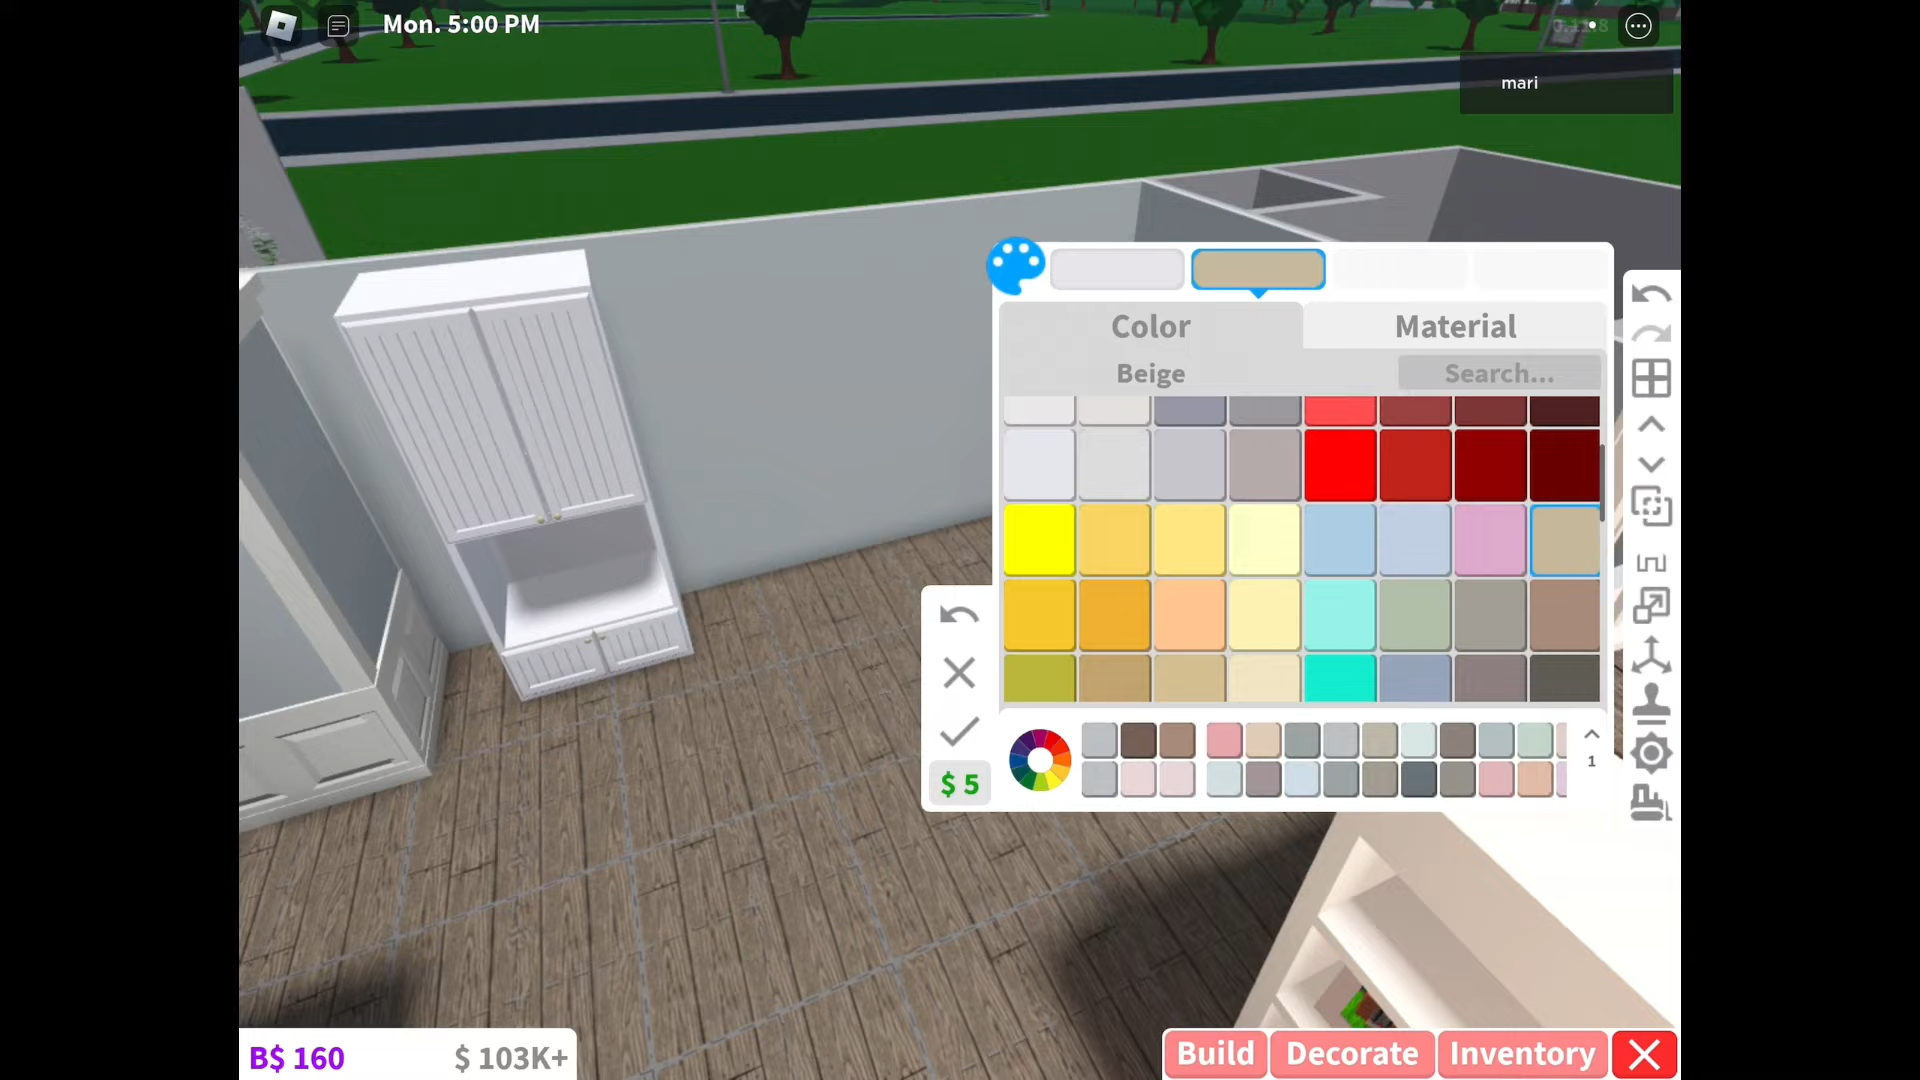 Mon. 5:00 PM
mari
Color
Material
Beige
Search...
1
$ 5
B$ 160
$ 103K+
Build
Decorate
Inventory